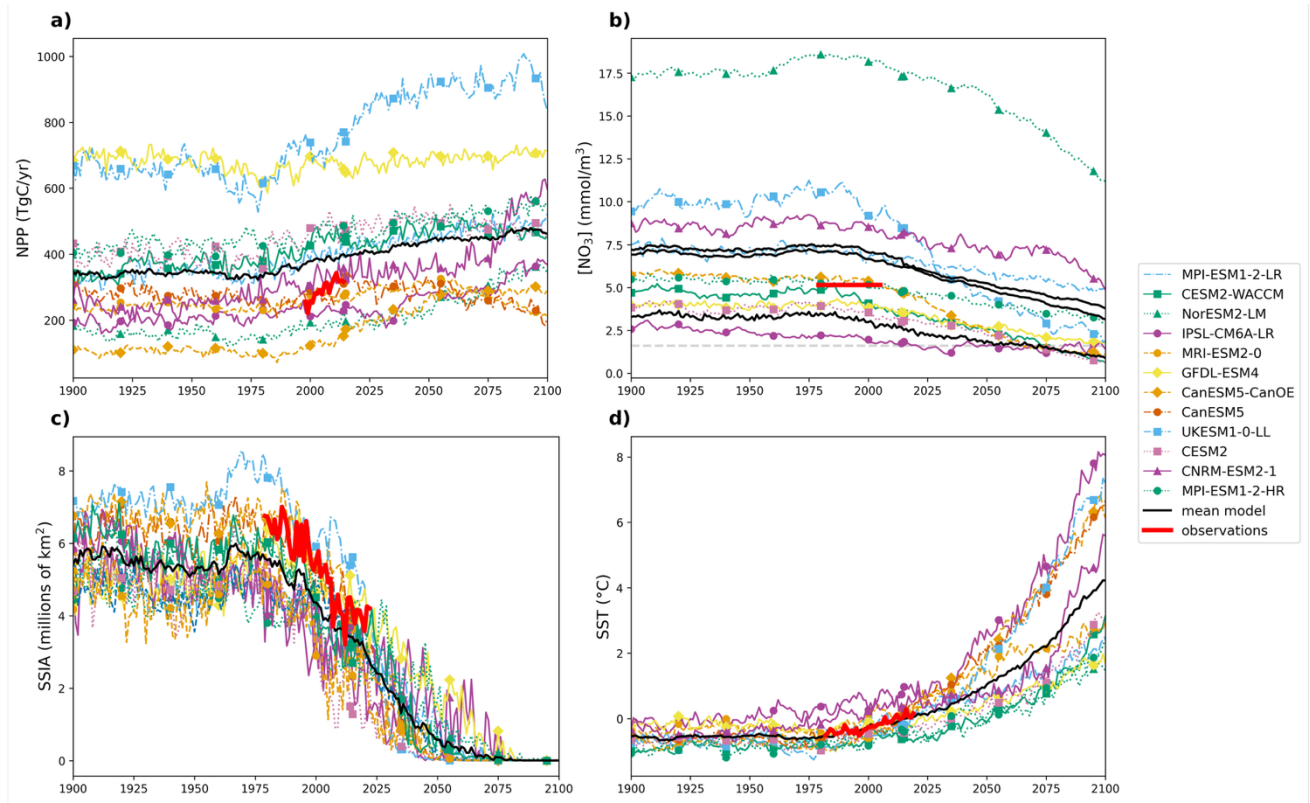 a)
NPP (TgC/yr)
1000
800
600
400
200
1900 1925 1950 1975 2000 2025 2050 2075 2100
b)
[NO₃] (mmol/m³)
17.5
15.0
12.5
10.0
7.5
5.0
2.5
0.0
1900 1925 1950 1975 2000 2025 2050 2075 2100
c)
SSIA (millions of km²)
8
6
4
2
0
1900 1925 1950 1975 2000 2025 2050 2075 2100
d)
SST (°C)
8
6
4
2
0
1900 1925 1950 1975 2000 2025 2050 2075 2100
MPI-ESM1-2-LR
CESM2-WACCM
NorESM2-LM
IPSL-CM6A-LR
MRI-ESM2-0
GFDL-ESM4
CanESM5-CanOE
CanESM5
UKESM1-0-LL
CESM2
CNRM-ESM2-1
MPI-ESM1-2-HR
mean model
observations